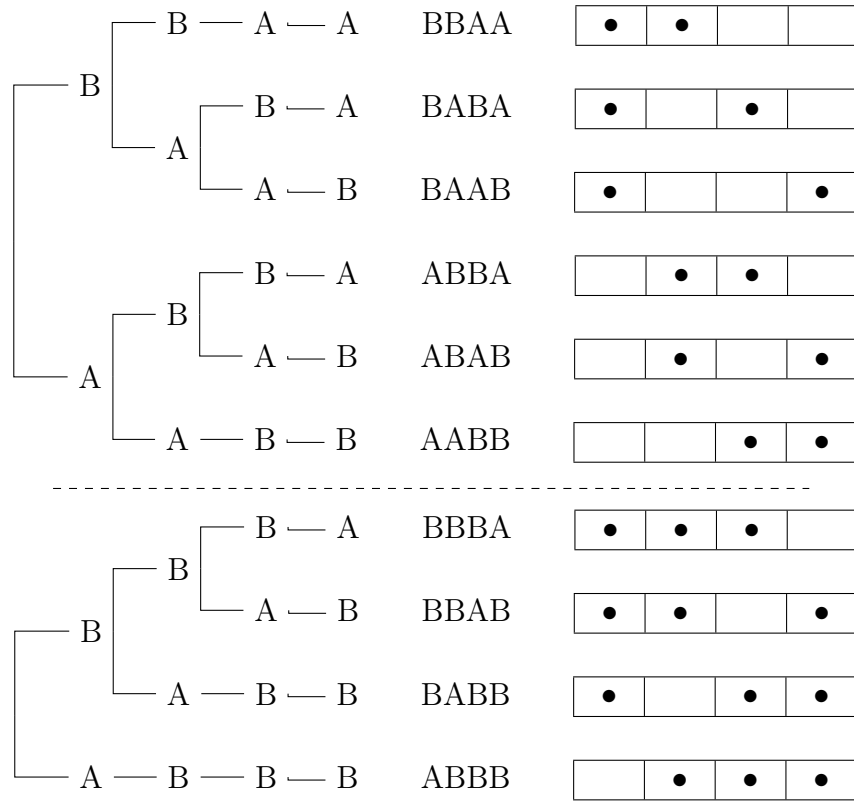 B B A A BBAA
B
B A BABA
A
A B BAAB
B A ABBA
B
A B ABAB
A
A B B AABB
B A BBBA
B
A B BBAB
B
A B B BABB
A B B B ABBB